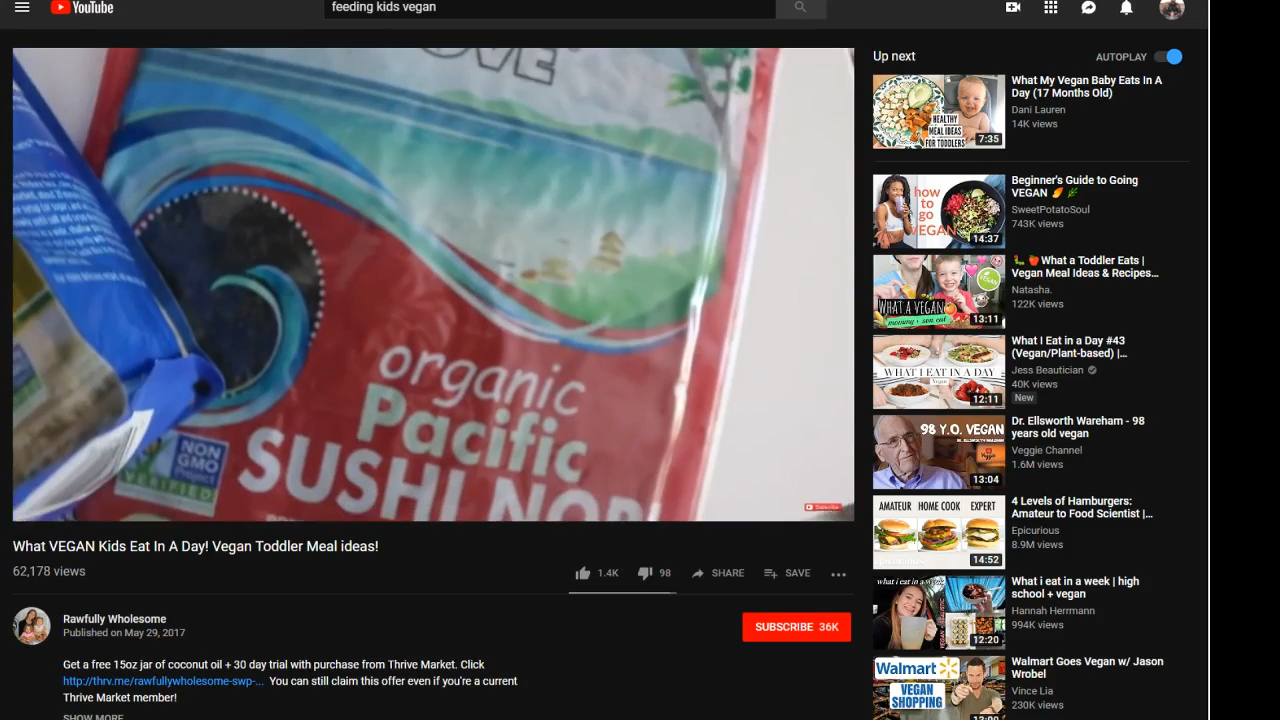 YouTube
feeding kids vegan
OVE
organic
Pacific
SUSHI NORI
NON
GMO
VERIFIED
Subscribe
What VEGAN Kids Eat In A Day! Vegan Toddler Meal ideas!
62,178 views
1.4K
98
SHARE
SAVE
Rawfully Wholesome
Published on May 29, 2017
SUBSCRIBE 36K
Get a free 15oz jar of coconut oil + 30 day trial with purchase from Thrive Market. Click
http://thrv.me/rawfullywholesome-swp-... You can still claim this offer even if you're a current
Thrive Market member!
SHOW MORE
Up next
AUTOPLAY
HEALTHY
MEAL IDEAS
FOR TODDLERS
7:35
What My Vegan Baby Eats In A
Day (17 Months Old)
Dani Lauren
14K views
how
to
go
VEGAN
14:37
Beginner's Guide to Going
VEGAN
SweetPotatoSoul
743K views
WHAT A VEGAN
mommy + son eat
13:11
What a Toddler Eats |
Vegan Meal Ideas & Recipes...
Natasha.
122K views
WHAT I EAT IN A DAY
Vegan
12:11
What I Eat in a Day #43
(Vegan/Plant-based) |...
Jess Beautician
40K views
New
98 Y.O. VEGAN
DR. ELLSWORTH WAREHAM
Veggie
13:04
Dr. Ellsworth Wareham - 98
years old vegan
Veggie Channel
1.6M views
AMATEUR HOME COOK EXPERT
14:52
4 Levels of Hamburgers:
Amateur to Food Scientist |...
Epicurious
8.9M views
what i eat in a week
12:20
What i eat in a week | high
school + vegan
Hannah Herrmann
994K views
Walmart
VEGAN
SHOPPING
Walmart Goes Vegan w/ Jason
Wrobel
Vince Lia
230K views